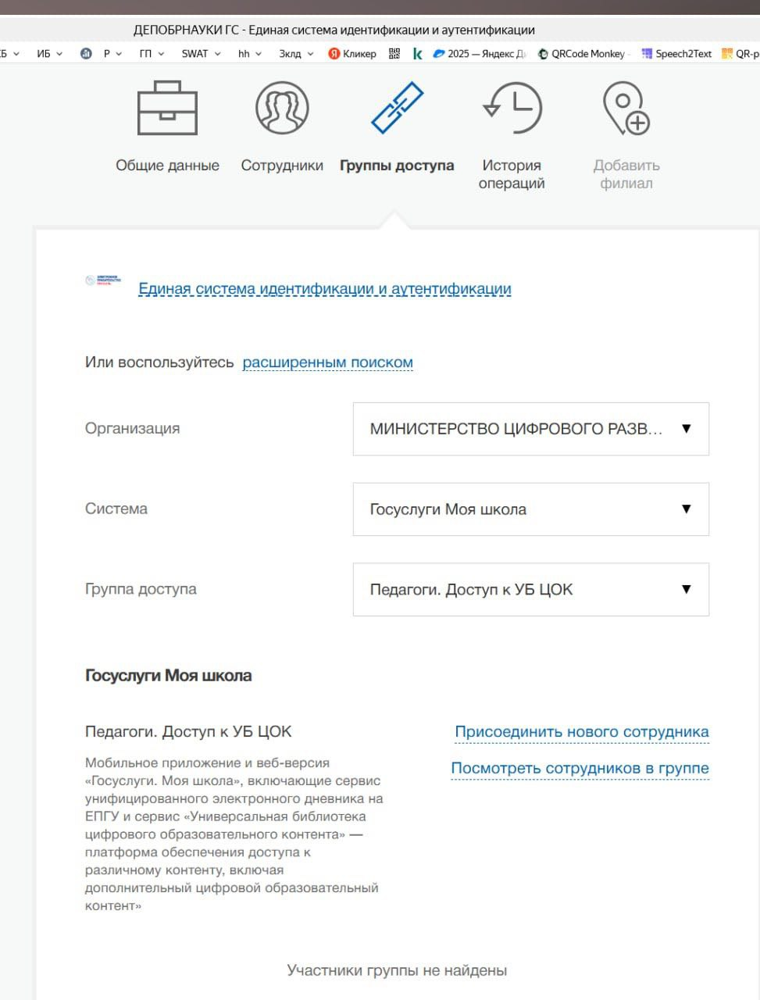 ДЕПОБРНАУКИ ГС - Единая система идентификации и аутентификации
Б ИБ Р ГП SWAT hh Зклд Я Кликер k 2025 — Яндекс Ди QRCode Monkey - Speech2Text QR-р
Общие данные Сотрудники Группы доступа История операций Добавить филиал
Единая система идентификации и аутентификации
Или воспользуйтесь расширенным поиском
Организация МИНИСТЕРСТВО ЦИФРОВОГО РАЗВ...
Система Госуслуги Моя школа
Группа доступа Педагоги. Доступ к УБ ЦОК
Госуслуги Моя школа
Педагоги. Доступ к УБ ЦОК
Мобильное приложение и веб-версия
«Госуслуги. Моя школа», включающие сервис
унифицированного электронного дневника на
ЕПГУ и сервис «Универсальная библиотека
цифрового образовательного контента» —
платформа обеспечения доступа к
различному контенту, включая
дополнительный цифровой образовательный
контент»
Присоединить нового сотрудника
Посмотреть сотрудников в группе
Участники группы не найдены